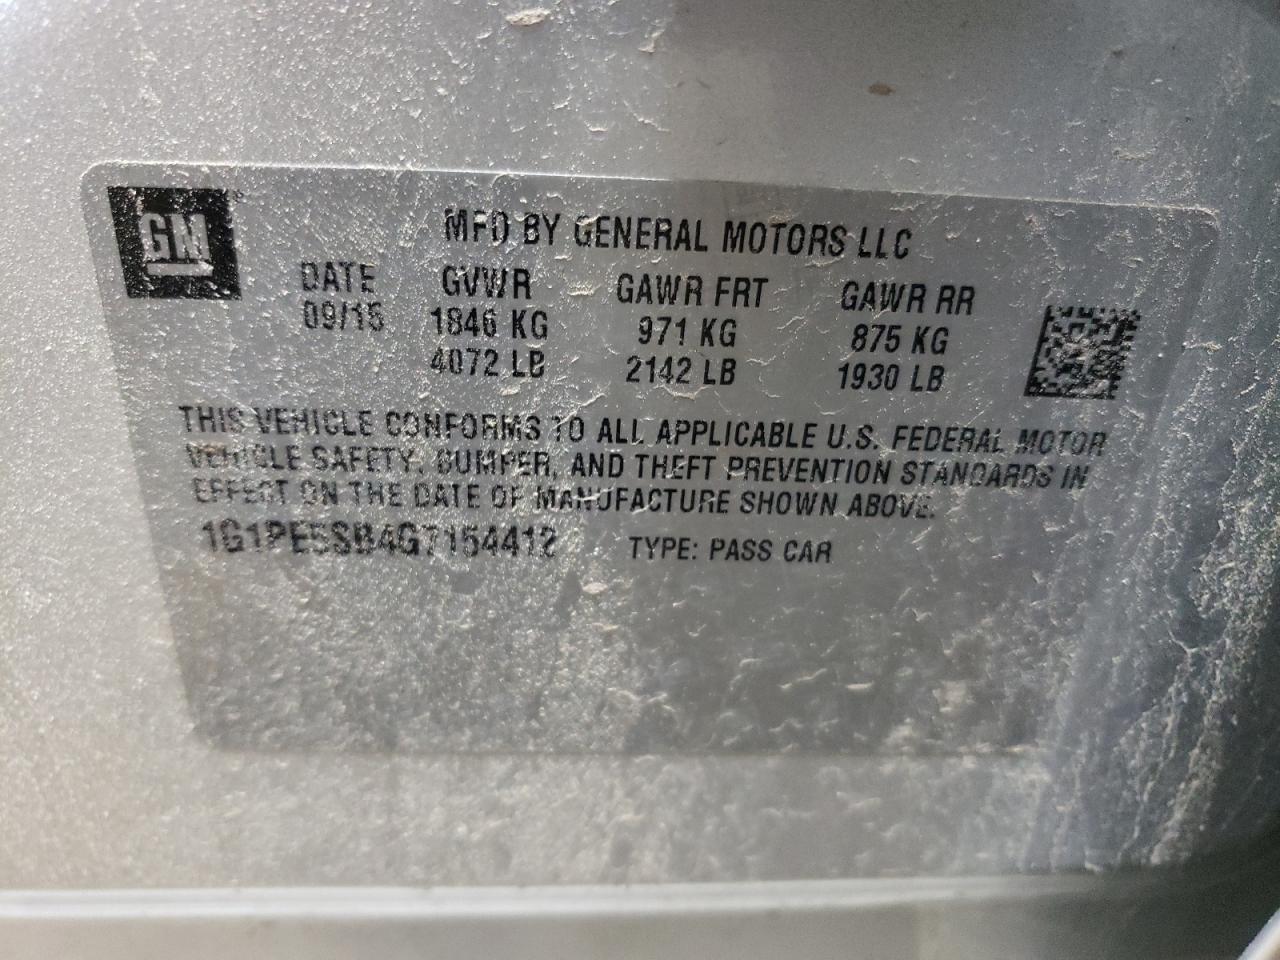 GM®
MFD BY GENERAL MOTORS LLC
DATE GVWR GAWR FRT GAWR RR
09/15 1846 KG 971 KG 875 KG
4072 LB 2142 LB 1930 LB
THIS VEHICLE CONFORMS TO ALL APPLICABLE U.S. FEDERAL MOTOR
VEHICLE SAFETY, BUMPER, AND THEFT PREVENTION STANDARDS IN
EFFECT ON THE DATE OF MANUFACTURE SHOWN ABOVE.
1G1PE5SB4G7154412 TYPE: PASS CAR